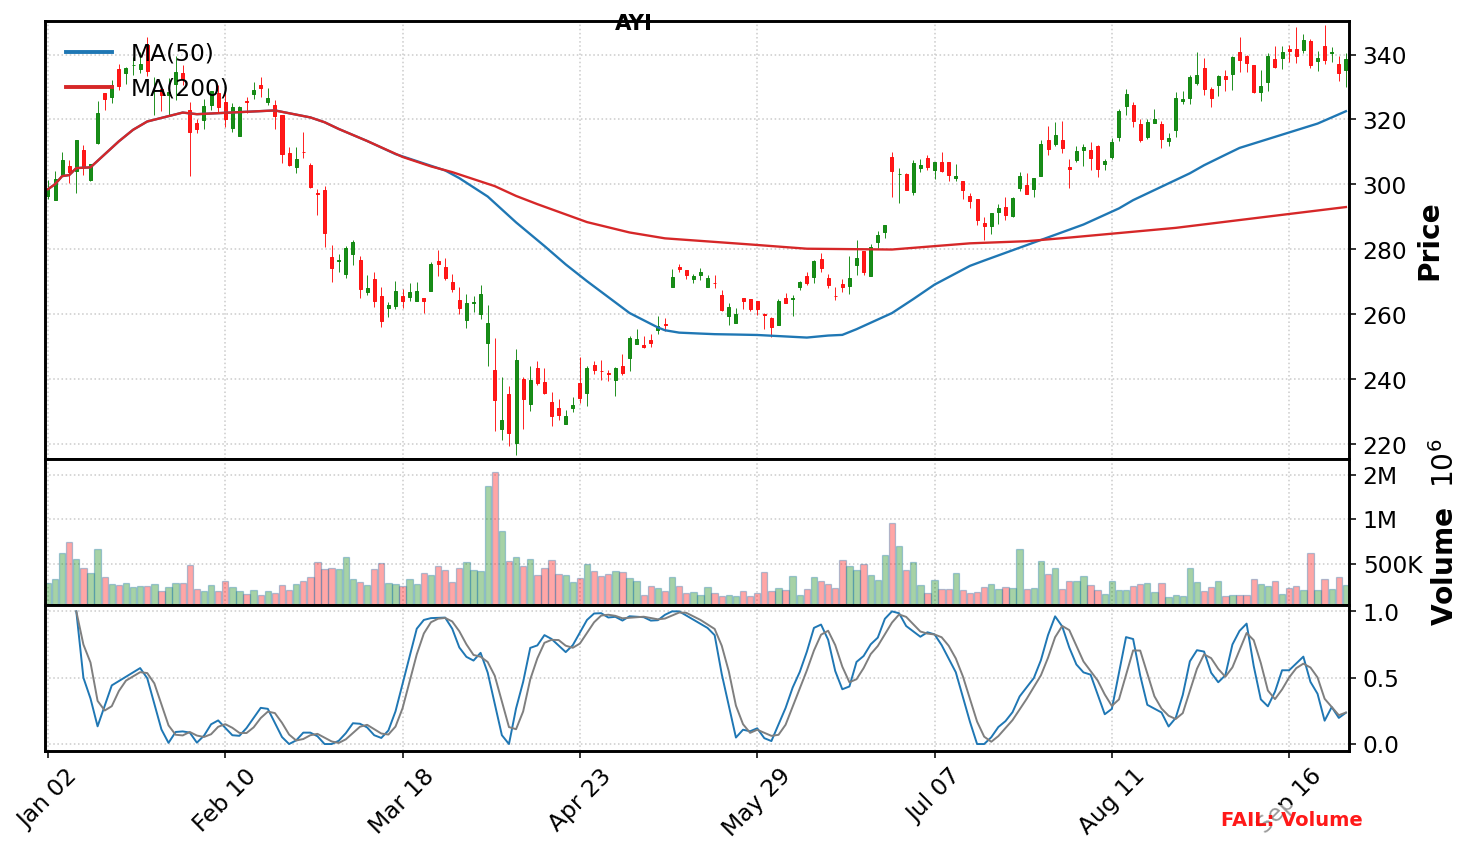 AYI
MA(50)
MA(200)
340
320
300
280
260
240
220
Price
2M
1M
500K
Volume 10^6
1.0
0.5
0.0
Jan 02
Feb 10
Mar 18
Apr 23
May 29
Jul 07
Aug 11
Sep 16
FAIL: Volume